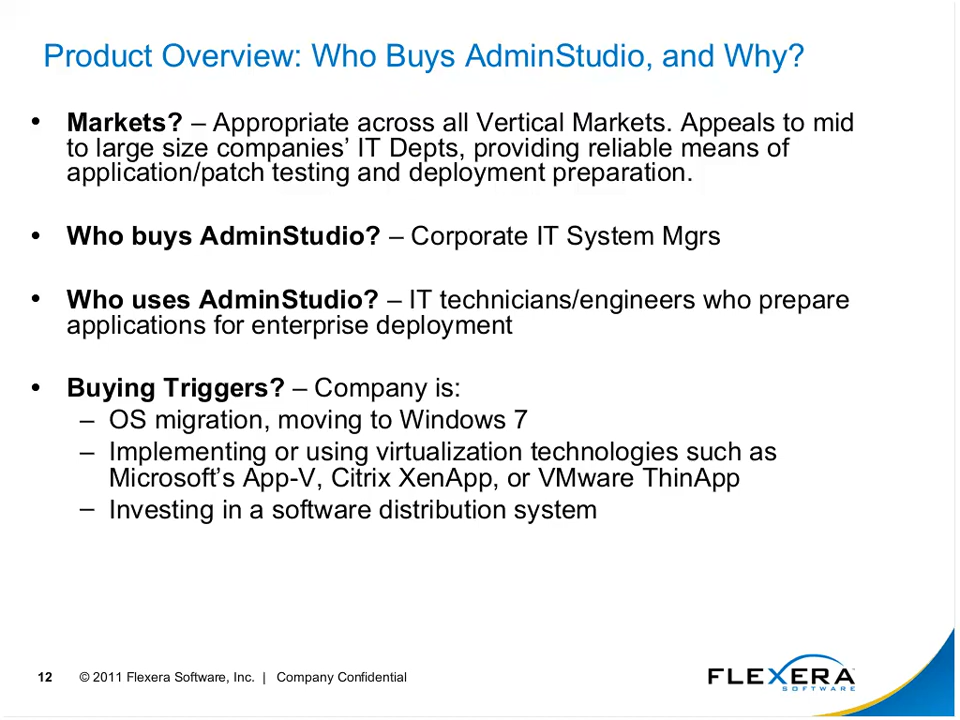 Product Overview: Who Buys AdminStudio, and Why?
• Markets? – Appropriate across all Vertical Markets. Appeals to mid
to large size companies’ IT Depts, providing reliable means of
application/patch testing and deployment preparation.
• Who buys AdminStudio? – Corporate IT System Mgrs
• Who uses AdminStudio? – IT technicians/engineers who prepare
applications for enterprise deployment
• Buying Triggers? – Company is:
– OS migration, moving to Windows 7
– Implementing or using virtualization technologies such as
Microsoft’s App-V, Citrix XenApp, or VMware ThinApp
– Investing in a software distribution system
12 © 2011 Flexera Software, Inc. | Company Confidential
FLEXERA
SOFTWARE